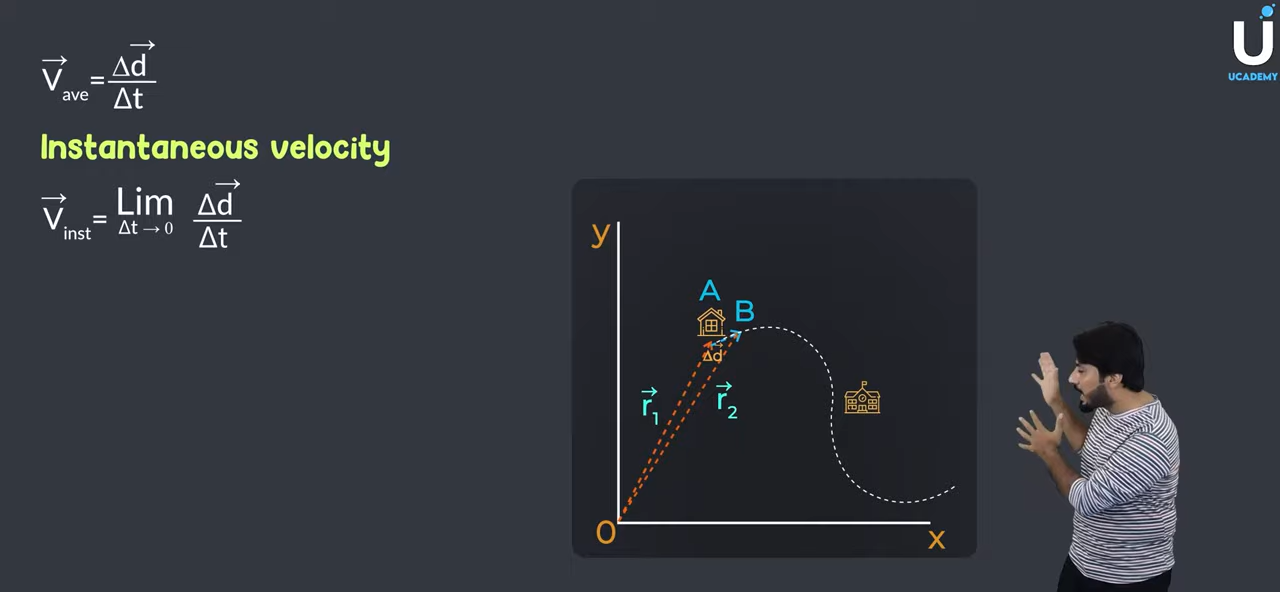 V⃗ave = Δd⃗ / Δt
Instantaneous velocity
V⃗inst = Lim Δt → 0 Δd⃗ / Δt
U
UCADEMY
y
A
B
Δd⃗
r⃗1
r⃗2
0
x